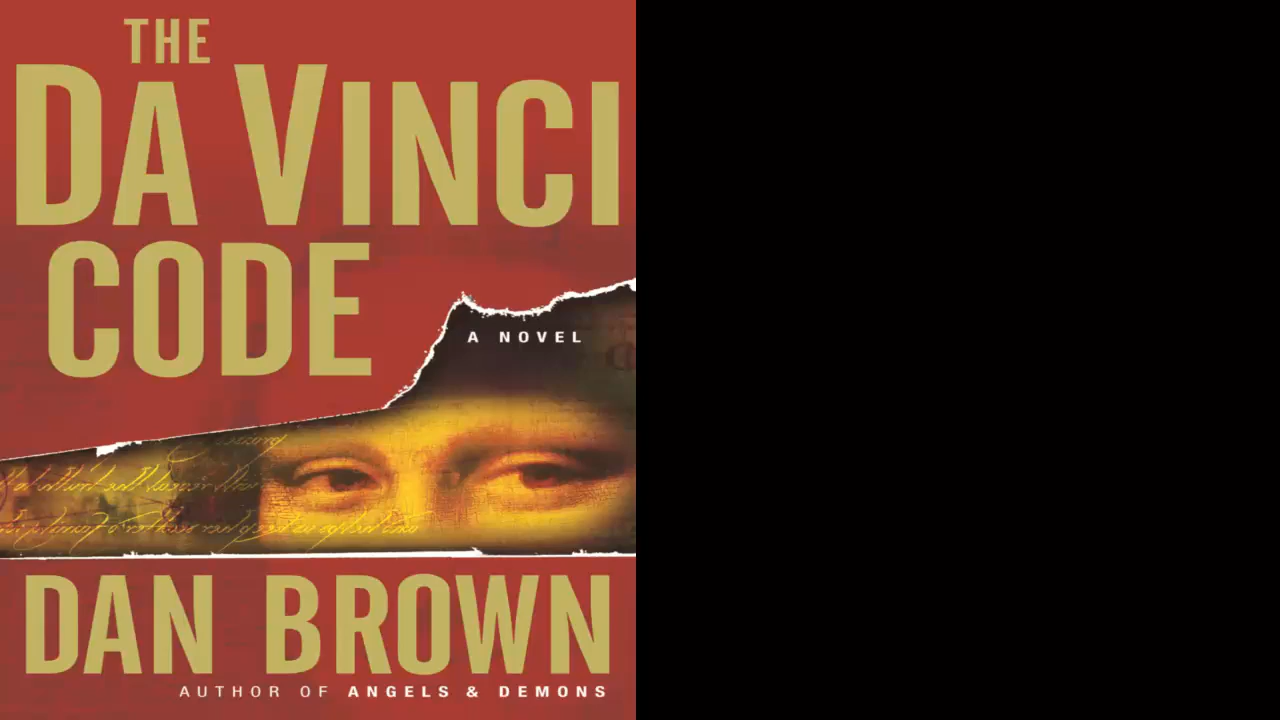 THE
DA VINCI
CODE
A NOVEL
DAN BROWN
AUTHOR OF ANGELS & DEMONS